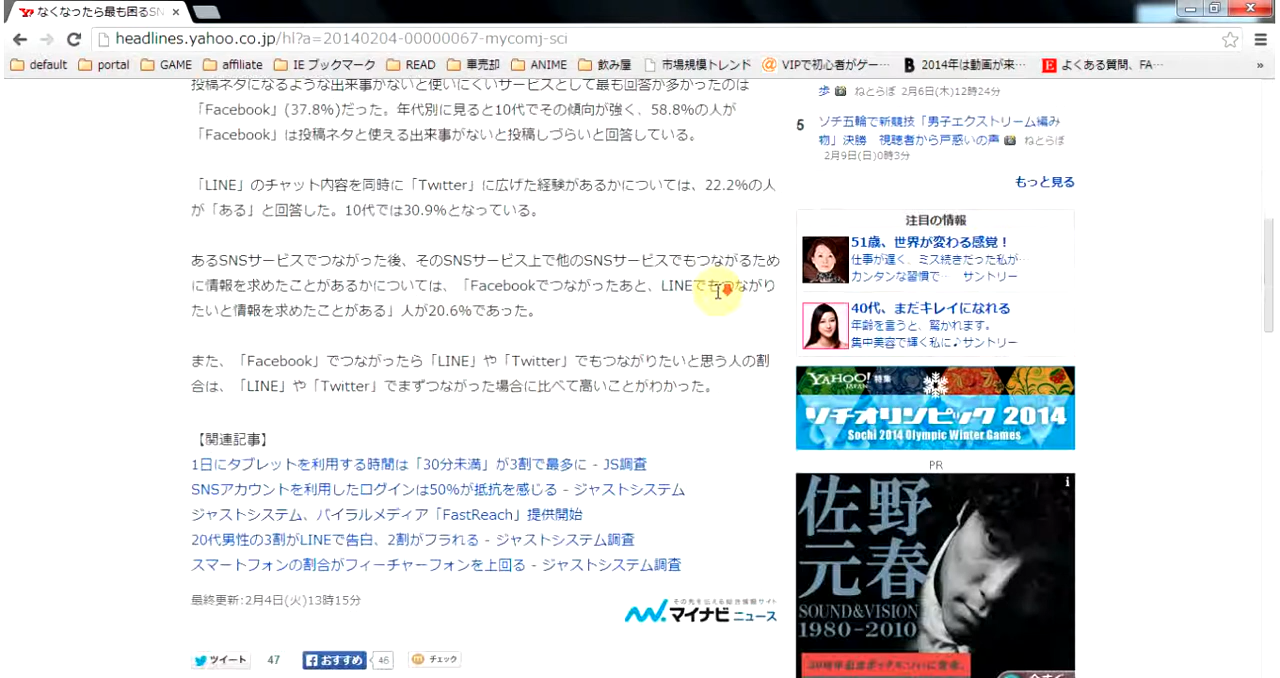 なくなったら最も困るSN
headlines.yahoo.co.jp/hl?a=20140204-00000067-mycomj-sci
default portal GAME affiliate IE ブックマーク READ 車売却 ANIME 飲み屋 市場規模トレンド VIPで初心者がゲー… 2014年は動画が来… よくある質問、FA… »
投稿ネタになるような出来事がないと使いにくいサービスとして最も回答が多かったのは
「Facebook」(37.8%)だった。年代別に見ると10代でその傾向が強く、58.8%の人が
「Facebook」は投稿ネタと使える出来事がないと投稿しづらいと回答している。
「LINE」のチャット内容を同時に「Twitter」に広げた経験があるかについては、22.2%の人
が「ある」と回答した。10代では30.9%となっている。
あるSNSサービスでつながった後、そのSNSサービス上で他のSNSサービスでもつながるため
に情報を求めたことがあるかについては、「Facebookでつながったあと、LINEでもつながり
たいと情報を求めたことがある」人が20.6%であった。
また、「Facebook」でつながったら「LINE」や「Twitter」でもつながりたいと思う人の割
合は、「LINE」や「Twitter」でまずつながった場合に比べて高いことがわかった。
【関連記事】
1日にタブレットを利用する時間は「30分未満」が3割で最多に - JS調査
SNSアカウントを利用したログインは50%が抵抗を感じる - ジャストシステム
ジャストシステム、バイラルメディア「FastReach」提供開始
20代男性の3割がLINEで告白、2割がフラれる - ジャストシステム調査
スマートフォンの割合がフィーチャーフォンを上回る - ジャストシステム調査
最終更新:2月4日(火)13時15分
その先を伝える総合情報サイト
マイナビニュース
ツイート 47 おすすめ 46 チェック
歩 ねとらぼ 2月6日(木)12時24分
5 ソチ五輪で新競技「男子エクストリーム編み
物」決勝 視聴者から戸惑いの声 ねとらぼ
2月9日(日)0時3分
もっと見る
注目の情報
51歳、世界が変わる感覚！
仕事が遅く、ミス続きだった私が…
カンタンな習慣で… サントリー
40代、まだキレイになれる
年齢を言うと、驚かれます。
集中美容で輝く私に♪サントリー
YAHOO! JAPAN 特集
ソチオリンピック 2014
Sochi 2014 Olympic Winter Games
PR
佐野
元春
SOUND&VISION
1980-2010